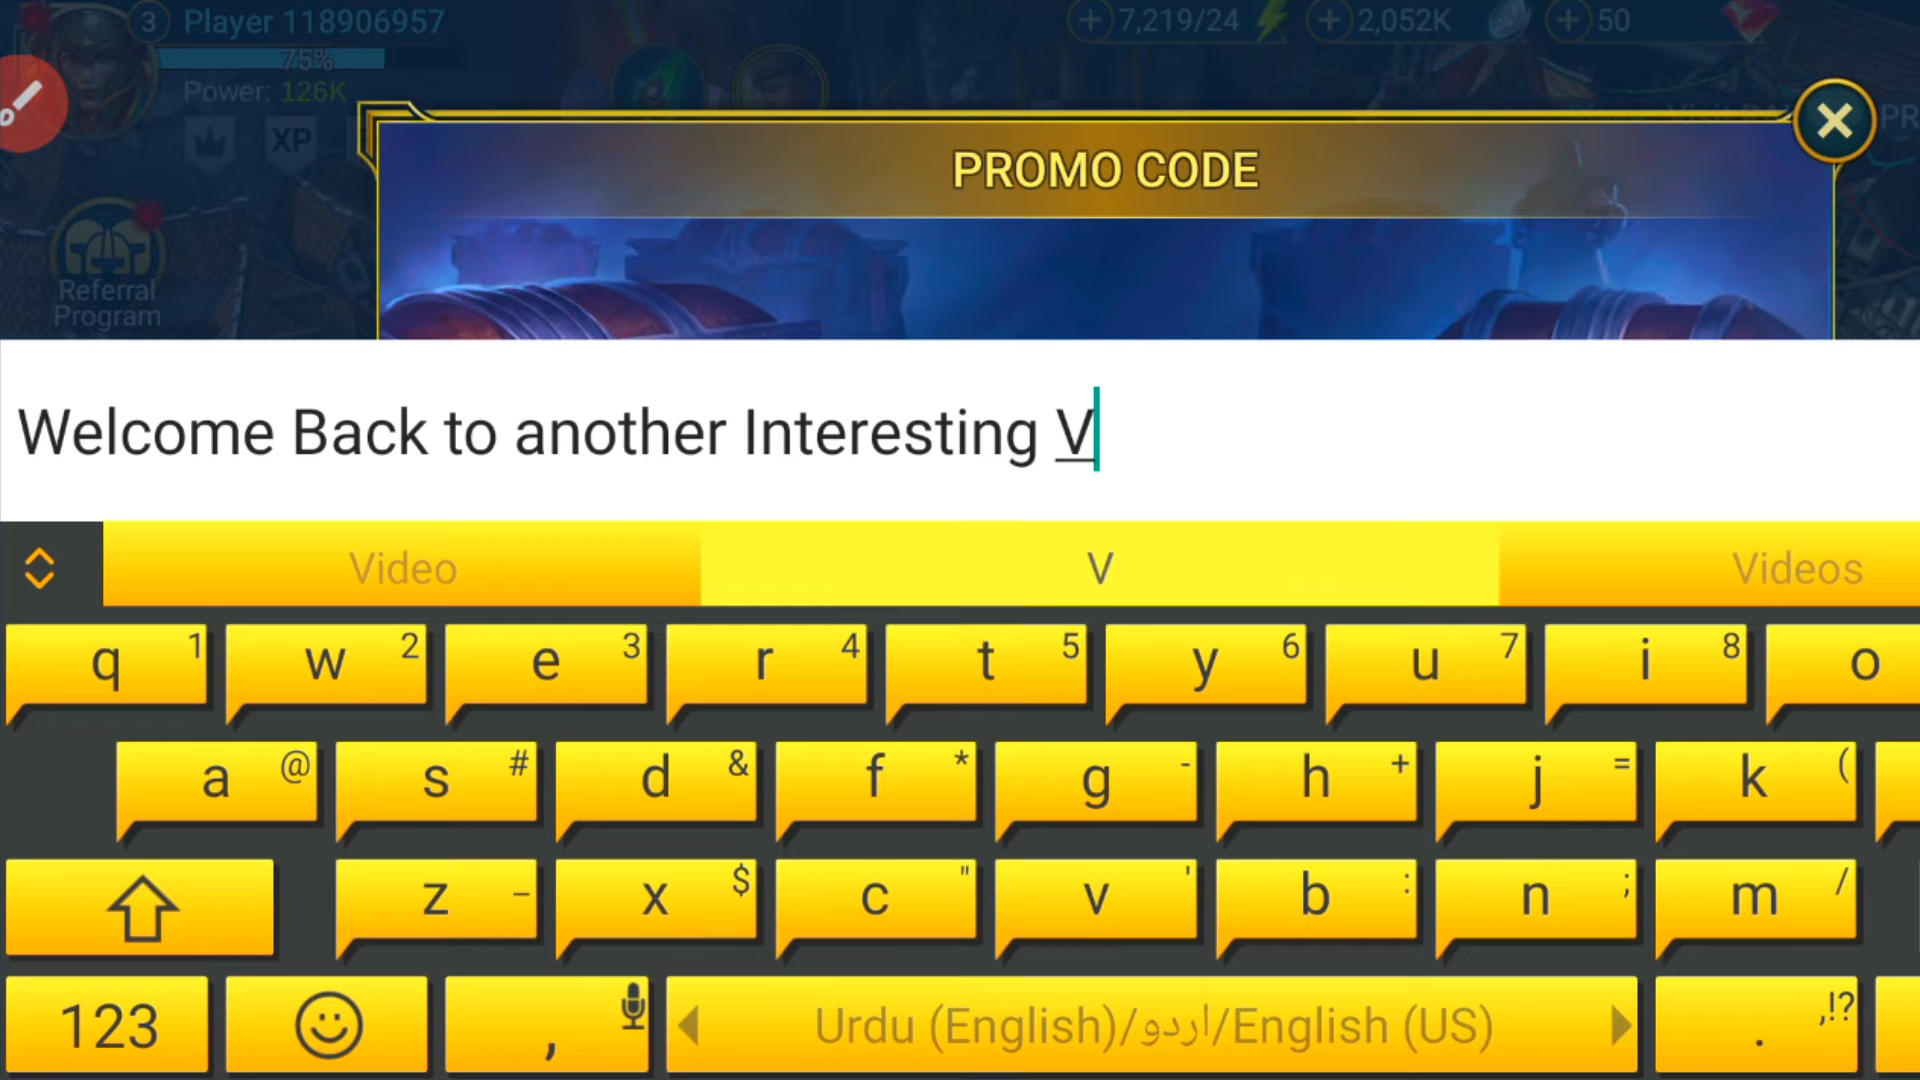 3 Player 118906957
7,219/24
2,052K
50
75%
Power: 126K
XP
PR
PROMO CODE
Referral
Program
Welcome Back to another Interesting V
Video V Videos
q 1 w 2 e 3 r 4 t 5 y 6 u 7 i 8 o
a @ s # d & f * g - h + j = k (
z _ x $ c " v ' b : n ; m /
123 , Urdu (English)/اردو/English (US) . ,!?